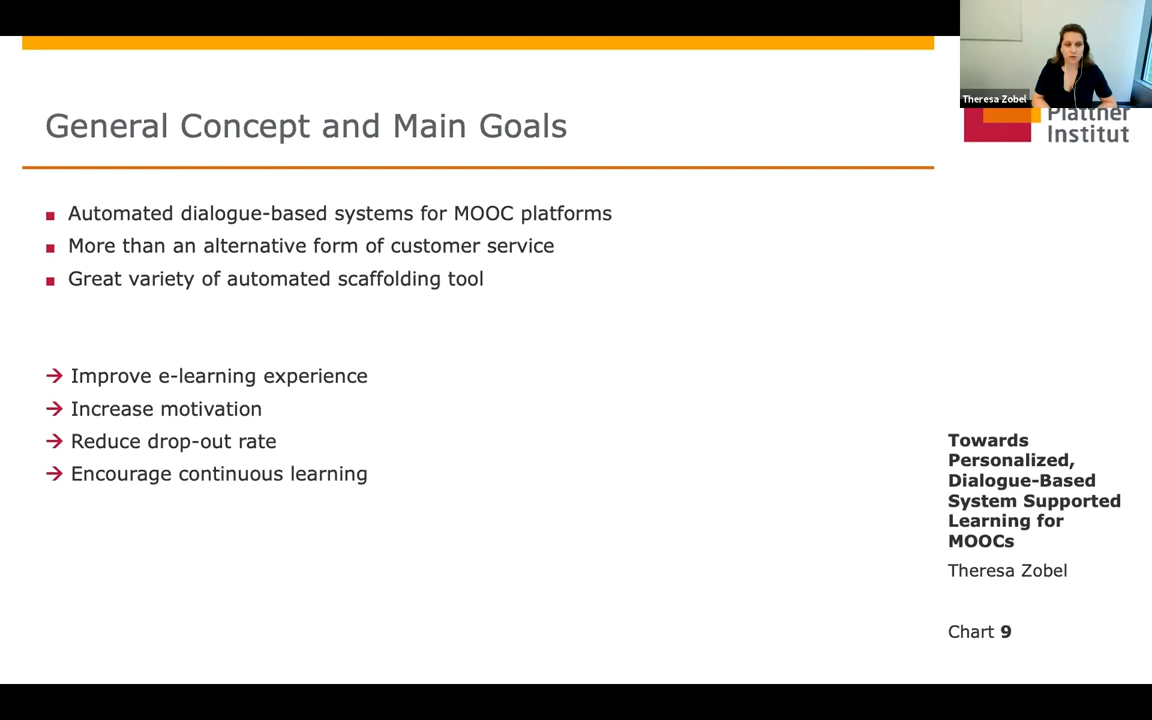 Theresa Zobel
Plattner
Institut
General Concept and Main Goals
Automated dialogue-based systems for MOOC platforms
More than an alternative form of customer service
Great variety of automated scaffolding tool
→ Improve e-learning experience
→ Increase motivation
→ Reduce drop-out rate
→ Encourage continuous learning
Towards
Personalized,
Dialogue-Based
System Supported
Learning for
MOOCs
Theresa Zobel
Chart 9